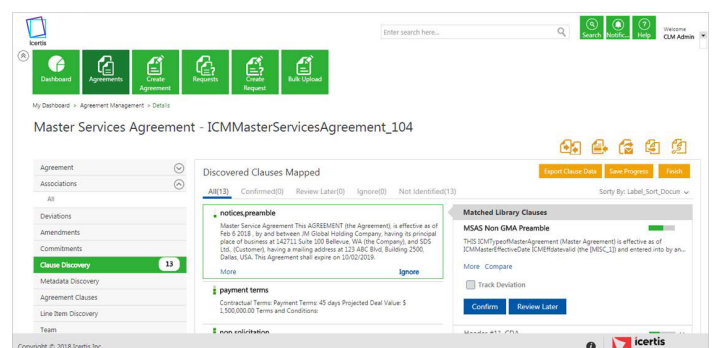 icertis
Enter search here...
Search
Notific...
Help
Welcome
CLM Admin
Dashboard
Agreements
Create
Agreement
Requests
Create
Request
Bulk Upload
My Dashboard > Agreement Management > Details
Master Services Agreement - ICMMasterServicesAgreement_104
Agreement
Associations
All
Deviations
Amendments
Commitments
Clause Discovery 13
Metadata Discovery
Agreement Clauses
Line Item Discovery
Team
Discovered Clauses Mapped
Export Clause Data Save Progress Finish
All(13) Confirmed(0) Review Later(0) Ignore(0) Not Identified(13)
Sorty By: Label_Sort_Docum
notices,preamble
Master Service Agreement This AGREEMENT (the Agreement), is effective as of
Feb 6 2018 , by and between JM Global Holding Company, having its principal
place of business at 142711 Suite 100 Bellevue, WA (the Company), and SDS
Ltd, (Customer), having a mailing address at 123 ABC Blvd, Building 2500,
Dallas, USA. This Agreement shall expire on 10/02/2019.
More Ignore
payment terms
Contractual Terms: Payment Terms: 45 days Projected Deal Value: $
1,500,000.00 Terms and Conditions:
non solicitation
Matched Library Clauses
MSAS Non GMA Preamble
THIS ICMTypeofMasterAgreement (Master Agreement) is effective as of
ICMMasterEffectiveDate ICMEffdatevalid (the [MISC_1]) and entered into by an...
More Compare
Track Deviation
Confirm Review Later
Header #11 CDA
Copyright © 2018 Icertis Inc
icertis